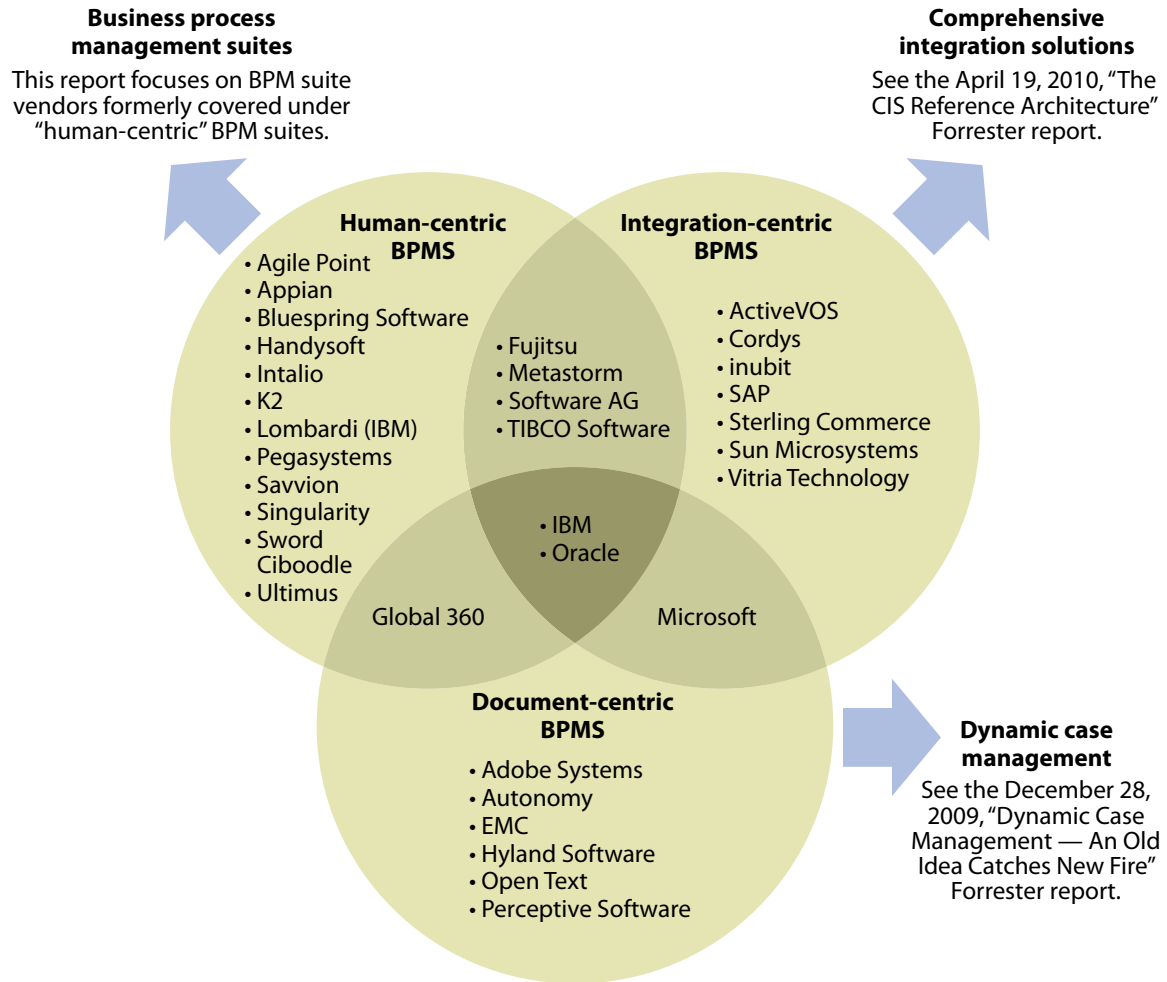 Business process
management suites
This report focuses on BPM suite
vendors formerly covered under
“human-centric” BPM suites.
Comprehensive
integration solutions
See the April 19, 2010, “The
CIS Reference Architecture”
Forrester report.
Human-centric
BPMS
• Agile Point
• Appian
• Bluespring Software
• Handysoft
• Intalio
• K2
• Lombardi (IBM)
• Pegasystems
• Savvion
• Singularity
• Sword
Ciboodle
• Ultimus
• Fujitsu
• Metastorm
• Software AG
• TIBCO Software
Integration-centric
BPMS
• ActiveVOS
• Cordys
• inubit
• SAP
• Sterling Commerce
• Sun Microsystems
• Vitria Technology
• IBM
• Oracle
Global 360
Microsoft
Document-centric
BPMS
• Adobe Systems
• Autonomy
• EMC
• Hyland Software
• Open Text
• Perceptive Software
Dynamic case
management
See the December 28,
2009, “Dynamic Case
Management — An Old
Idea Catches New Fire”
Forrester report.